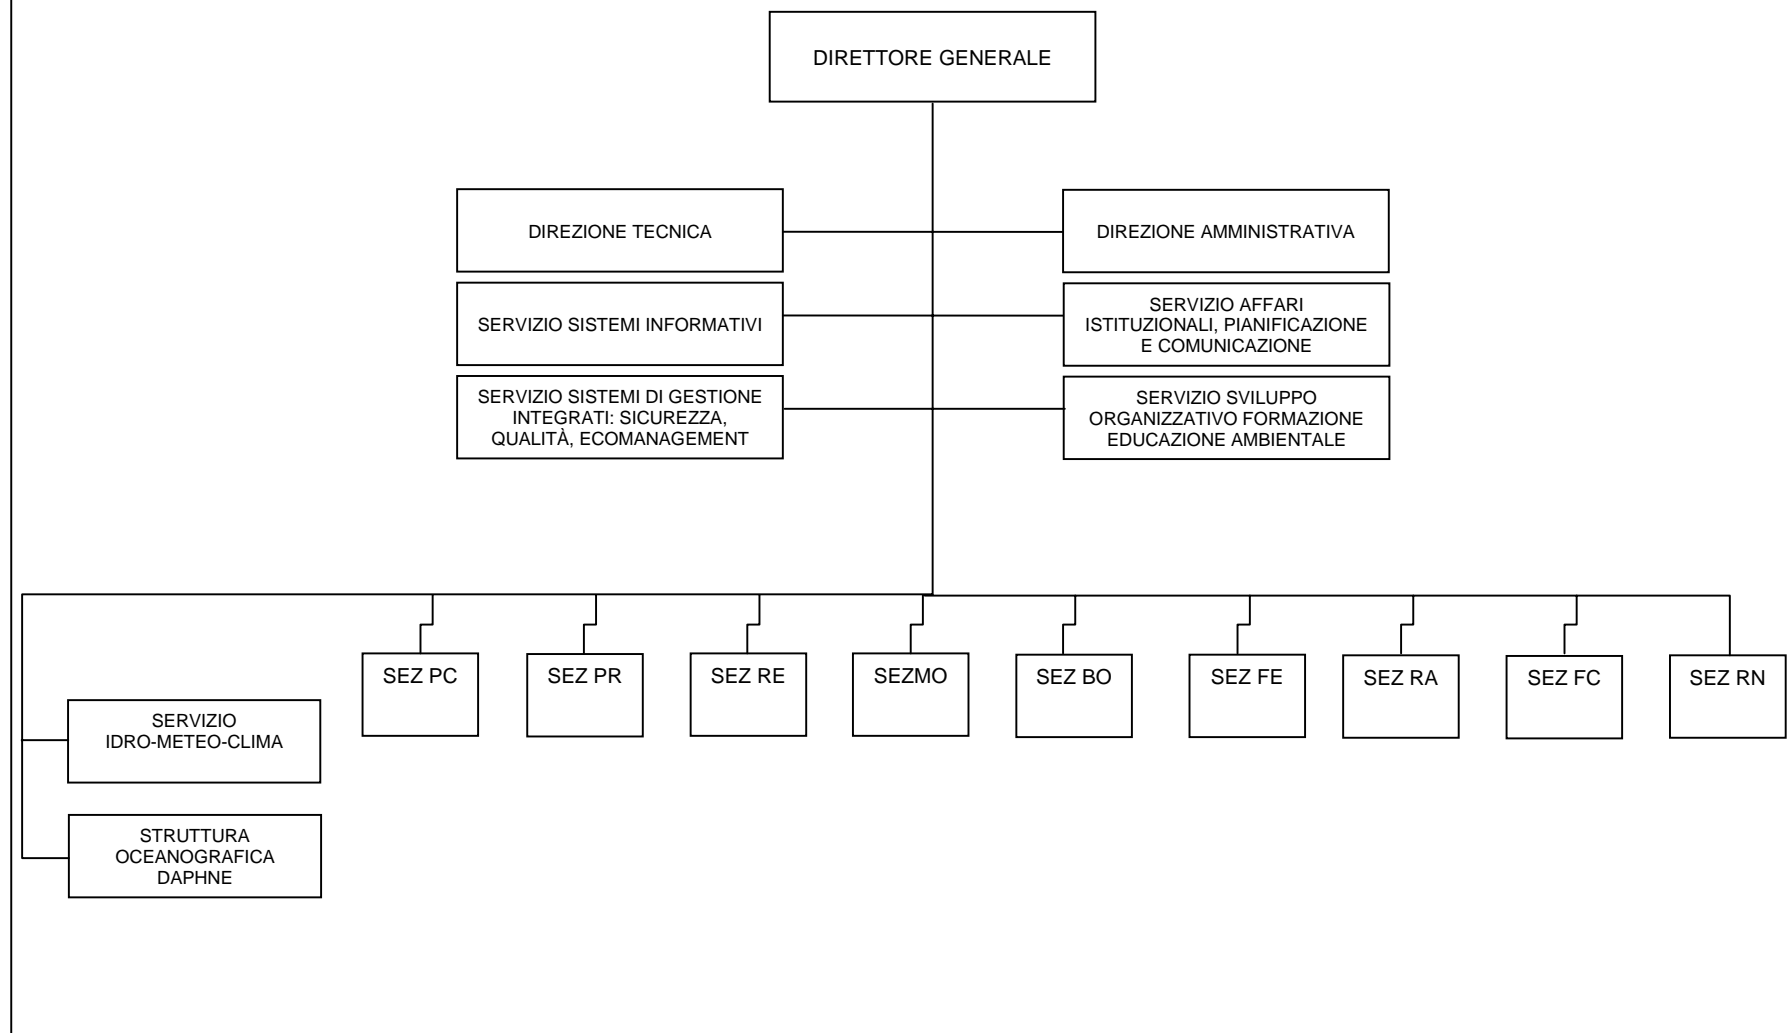 DIRETTORE GENERALE
DIREZIONE TECNICA
DIREZIONE AMMINISTRATIVA
SERVIZIO SISTEMI INFORMATIVI
SERVIZIO AFFARI
ISTITUZIONALI, PIANIFICAZIONE
E COMUNICAZIONE
SERVIZIO SISTEMI DI GESTIONE
INTEGRATI: SICUREZZA,
QUALITÀ, ECOMANAGEMENT
SERVIZIO SVILUPPO
ORGANIZZATIVO FORMAZIONE
EDUCAZIONE AMBIENTALE
SEZ PC
SEZ PR
SEZ RE
SEZMO
SEZ BO
SEZ FE
SEZ RA
SEZ FC
SEZ RN
SERVIZIO
IDRO-METEO-CLIMA
STRUTTURA
OCEANOGRAFICA
DAPHNE